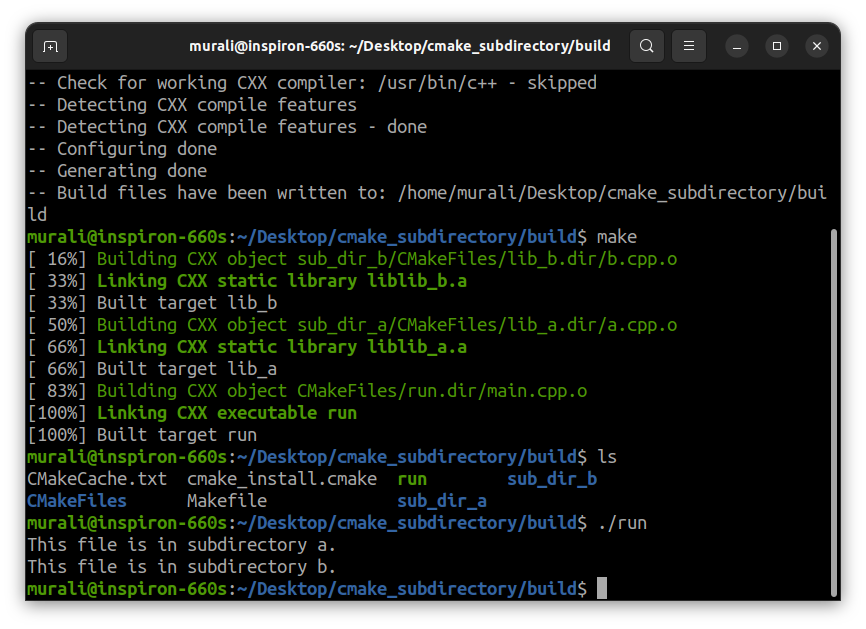 murali@inspiron-660s: ~/Desktop/cmake_subdirectory/build
-- Check for working CXX compiler: /usr/bin/c++ - skipped
-- Detecting CXX compile features
-- Detecting CXX compile features - done
-- Configuring done
-- Generating done
-- Build files have been written to: /home/murali/Desktop/cmake_subdirectory/bui
ld
murali@inspiron-660s:~/Desktop/cmake_subdirectory/build$ make
[ 16%] Building CXX object sub_dir_b/CMakeFiles/lib_b.dir/b.cpp.o
[ 33%] Linking CXX static library liblib_b.a
[ 33%] Built target lib_b
[ 50%] Building CXX object sub_dir_a/CMakeFiles/lib_a.dir/a.cpp.o
[ 66%] Linking CXX static library liblib_a.a
[ 66%] Built target lib_a
[ 83%] Building CXX object CMakeFiles/run.dir/main.cpp.o
[100%] Linking CXX executable run
[100%] Built target run
murali@inspiron-660s:~/Desktop/cmake_subdirectory/build$ ls
CMakeCache.txt  cmake_install.cmake  run        sub_dir_b
CMakeFiles      Makefile             sub_dir_a
murali@inspiron-660s:~/Desktop/cmake_subdirectory/build$ ./run
This file is in subdirectory a.
This file is in subdirectory b.
murali@inspiron-660s:~/Desktop/cmake_subdirectory/build$